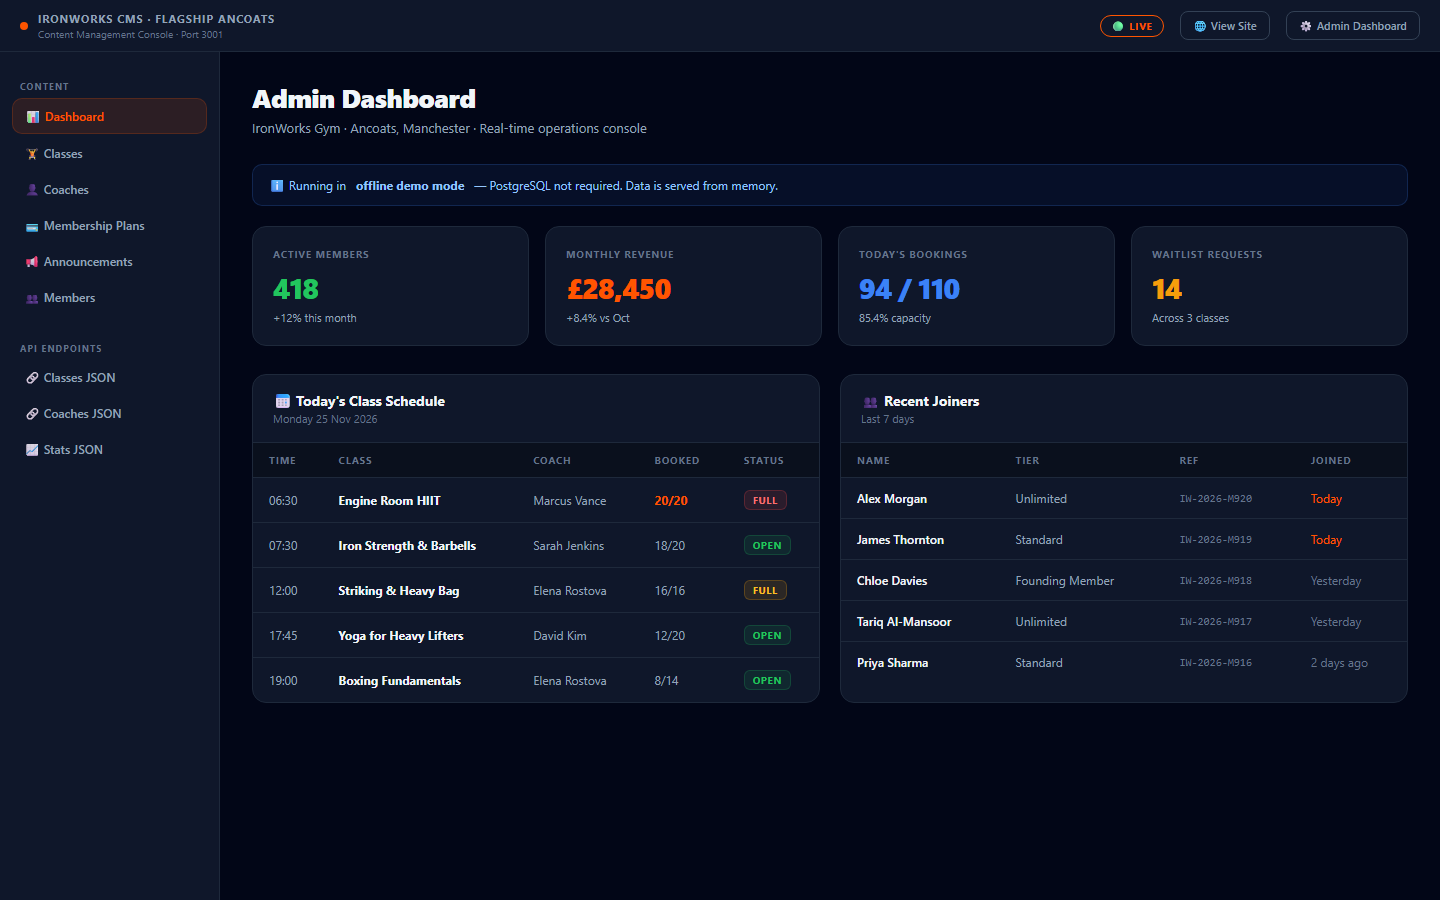 IRONWORKS CMS · FLAGSHIP ANCOATS
Content Management Console · Port 3001
LIVE
View Site
Admin Dashboard
CONTENT
Dashboard
Classes
Coaches
Membership Plans
Announcements
Members
API ENDPOINTS
Classes JSON
Coaches JSON
Stats JSON
Admin Dashboard
IronWorks Gym · Ancoats, Manchester · Real-time operations console
Running in offline demo mode — PostgreSQL not required. Data is served from memory.
ACTIVE MEMBERS
418
+12% this month
MONTHLY REVENUE
£28,450
+8.4% vs Oct
TODAY'S BOOKINGS
94 / 110
85.4% capacity
WAITLIST REQUESTS
14
Across 3 classes
Today's Class Schedule
Monday 25 Nov 2026
TIME CLASS COACH BOOKED STATUS
06:30 Engine Room HIIT Marcus Vance 20/20 FULL
07:30 Iron Strength & Barbells Sarah Jenkins 18/20 OPEN
12:00 Striking & Heavy Bag Elena Rostova 16/16 FULL
17:45 Yoga for Heavy Lifters David Kim 12/20 OPEN
19:00 Boxing Fundamentals Elena Rostova 8/14 OPEN
Recent Joiners
Last 7 days
NAME TIER REF JOINED
Alex Morgan Unlimited IW-2026-M920 Today
James Thornton Standard IW-2026-M919 Today
Chloe Davies Founding Member IW-2026-M918 Yesterday
Tariq Al-Mansoor Unlimited IW-2026-M917 Yesterday
Priya Sharma Standard IW-2026-M916 2 days ago